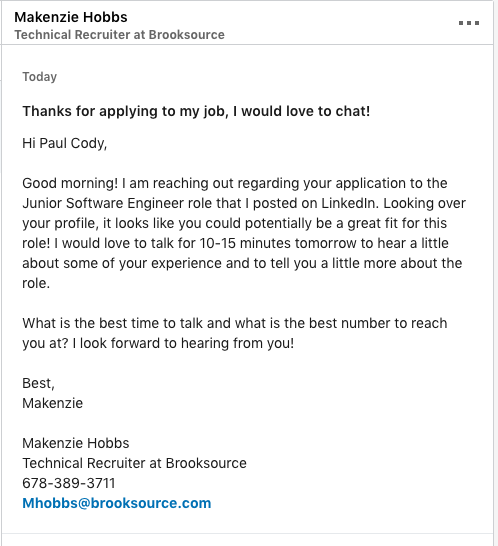 Makenzie Hobbs
Technical Recruiter at Brooksource
Today
Thanks for applying to my job, I would love to chat!
Hi Paul Cody,
Good morning! I am reaching out regarding your application to the
Junior Software Engineer role that I posted on LinkedIn. Looking over
your profile, it looks like you could potentially be a great fit for this
role! I would love to talk for 10-15 minutes tomorrow to hear a little
about some of your experience and to tell you a little more about the
role.
What is the best time to talk and what is the best number to reach
you at? I look forward to hearing from you!
Best,
Makenzie
Makenzie Hobbs
Technical Recruiter at Brooksource
678-389-3711
Mhobbs@brooksource.com